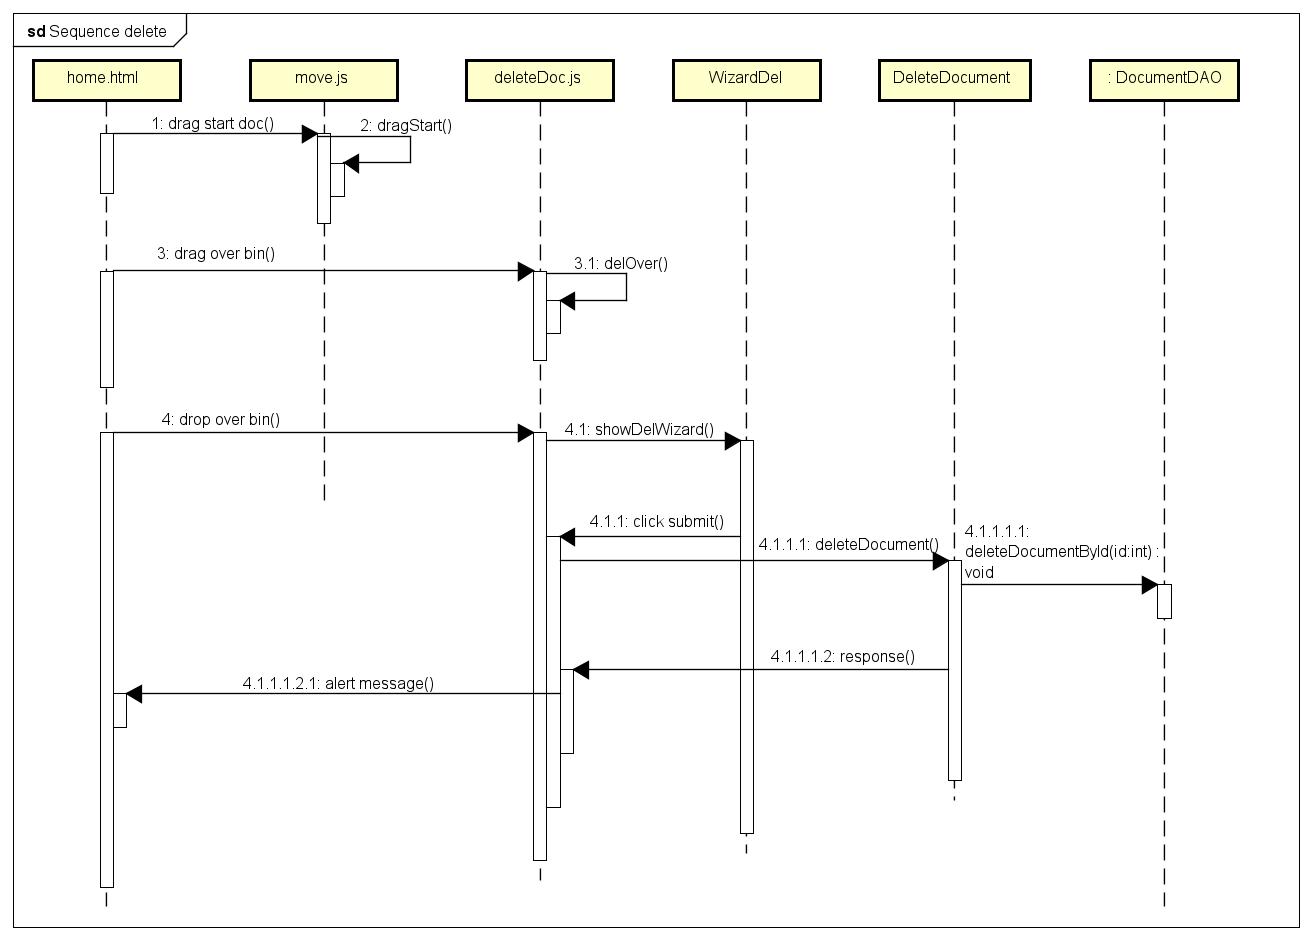 sd Sequence delete
home.html
move.js
deleteDoc.js
WizardDel
DeleteDocument
: DocumentDAO
1: drag start doc()
2: dragStart()
3: drag over bin()
3.1: delOver()
4: drop over bin()
4.1: showDelWizard()
4.1.1: click submit()
4.1.1.1: deleteDocument()
4.1.1.1.1:
deleteDocumentById(id:int) :
void
4.1.1.1.2: response()
4.1.1.1.2.1: alert message()